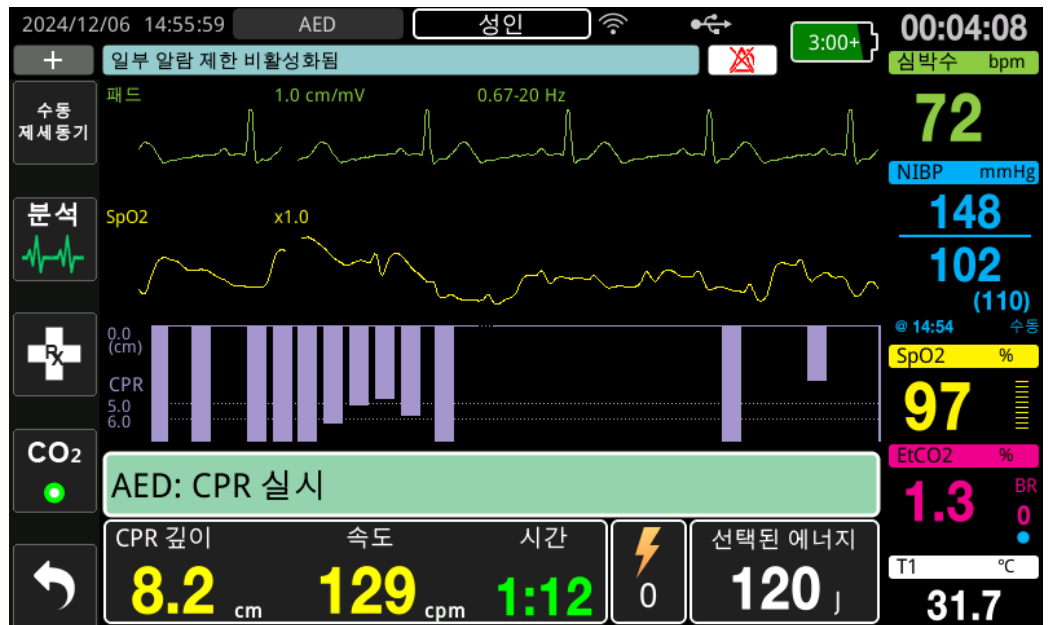 2024/12/06 14:55:59 AED 성인 00:04:08
3:00+
일부 알람 제한 비활성화됨
심박수 bpm
72
수동
제세동기
패드 1.0 cm/mV 0.67-20 Hz
NIBP mmHg
148
102
(110)
@ 14:54 수동
분석
SpO2 x1.0
Rx
0.0
(cm)
CPR
5.0
6.0
SpO2 %
97
CO2
EtCO2 %
1.3 BR
0
AED: CPR 실시
CPR 깊이 속도 시간
8.2 cm 129 cpm 1:12
0
선택된 에너지
120 J
T1 °C
31.7